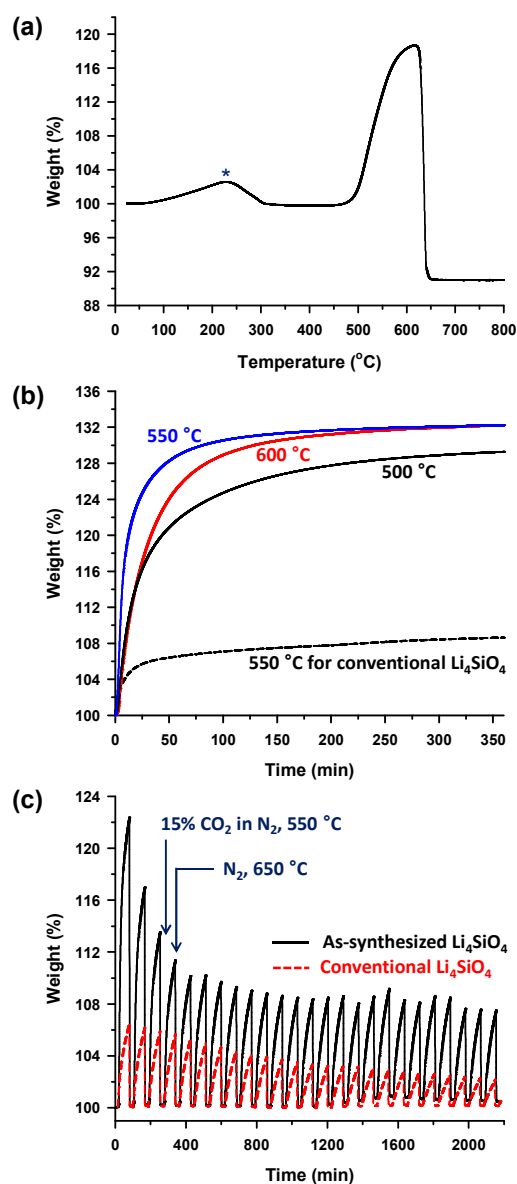 (a)
120
116
112
108
104
100
96
92
88
Weight (%)
*
0 100 200 300 400 500 600 700 800
Temperature (°C)
(b)
136
132
128
124
120
116
112
108
104
100
Weight (%)
550 °C
600 °C
500 °C
550 °C for conventional Li₄SiO₄
0 50 100 150 200 250 300 350
Time (min)
(c)
124
120
116
112
108
104
100
Weight (%)
15% CO₂ in N₂, 550 °C
N₂, 650 °C
As-synthesized Li₄SiO₄
Conventional Li₄SiO₄
0 400 800 1200 1600 2000
Time (min)